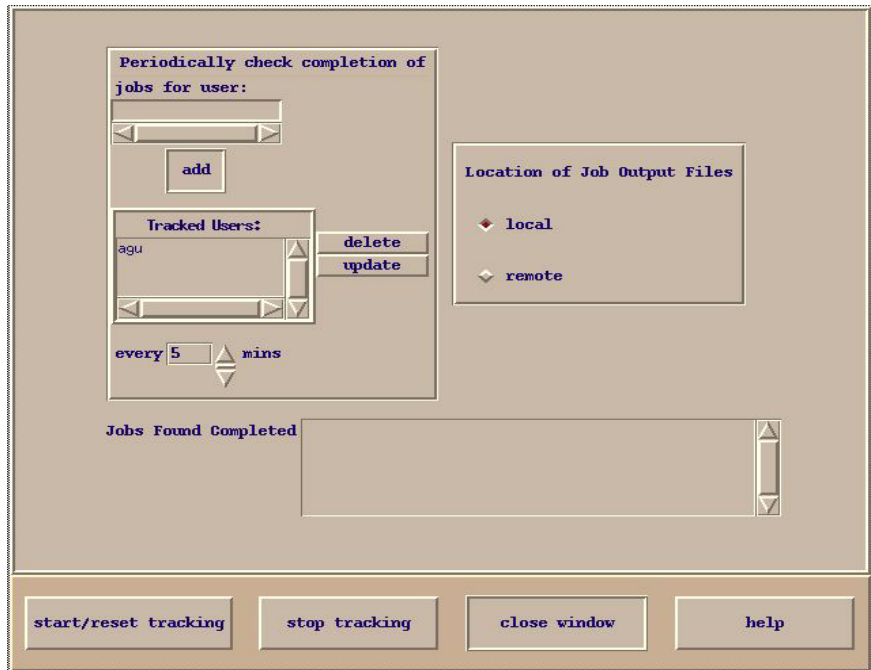 Periodically check completion of
jobs for user:
add
Tracked Users:
agu
delete
update
every 5 mins
Location of Job Output Files
local
remote
Jobs Found Completed
start/reset tracking
stop tracking
close window
help